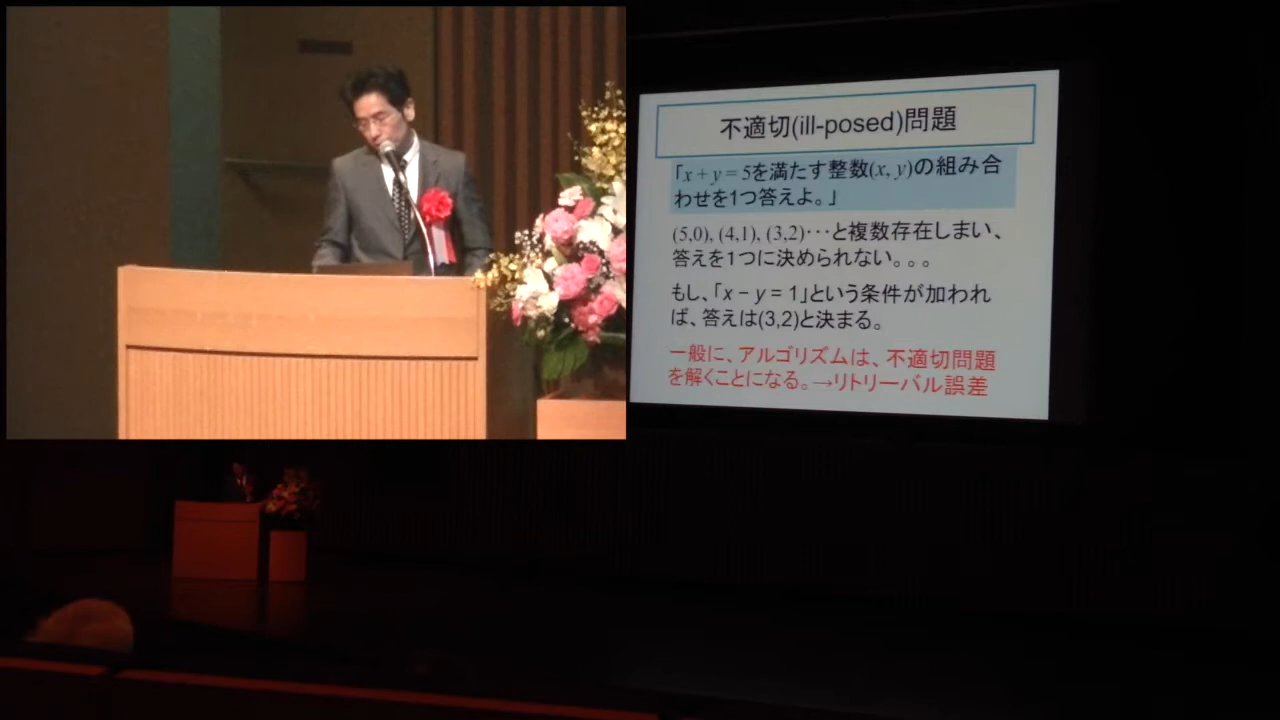 不適切(ill-posed)問題
「x + y = 5を満たす整数(x, y)の組み合
わせを1つ答えよ。」
(5,0), (4,1), (3,2)･･･と複数存在しまい、
答えを1つに決められない。。。
もし、「x − y = 1」という条件が加われ
ば、答えは(3,2)と決まる。
一般に、アルゴリズムは、不適切問題
を解くことになる。→リトリーバル誤差